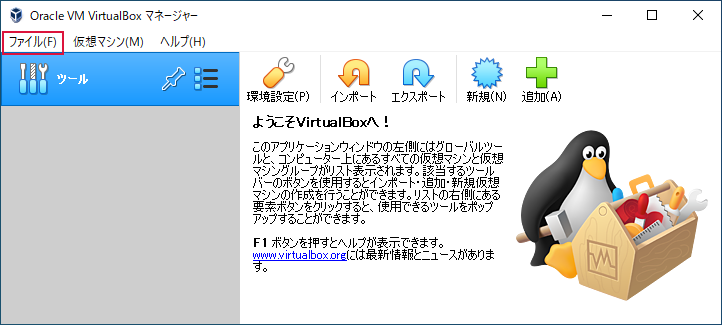 Oracle VM VirtualBox マネージャー
ファイル(F) 仮想マシン(M) ヘルプ(H)
ツール
環境設定(P) インポート エクスポート 新規(N) 追加(A)
ようこそVirtualBoxへ！
このアプリケーションウィンドウの左側にはグローバルツー
ルと、コンピューター上にあるすべての仮想マシンと仮想
マシングループがリスト表示されます。該当するツール
バーのボタンを使用するとインポート・追加・新規仮想
マシンの作成を行うことができます。リストの右側にある
要素ボタンをクリックすると、使用できるツールをポップ
アップすることができます。
F1 ボタンを押すとヘルプが表示できます。
www.virtualbox.orgには最新情報とニュースがありま
す。